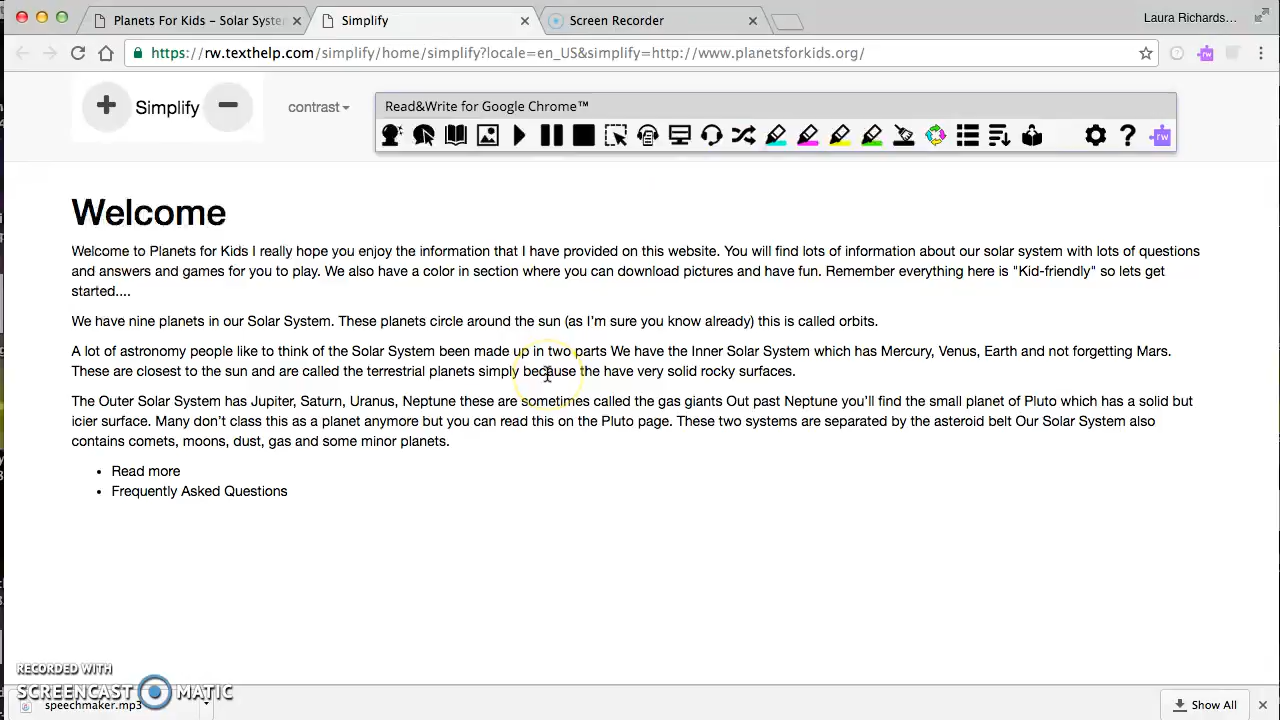 Planets For Kids – Solar Syste
Simplify
Screen Recorder
Laura Richards...
https://rw.texthelp.com/simplify/home/simplify?locale=en_US&simplify=http://www.planetsforkids.org/
Simplify
contrast
Read&Write for Google Chrome™
rw
Welcome
Welcome to Planets for Kids I really hope you enjoy the information that I have provided on this website. You will find lots of information about our solar system with lots of questions
and answers and games for you to play. We also have a color in section where you can download pictures and have fun. Remember everything here is "Kid-friendly" so lets get
started....
We have nine planets in our Solar System. These planets circle around the sun (as I'm sure you know already) this is called orbits.
A lot of astronomy people like to think of the Solar System been made up in two parts We have the Inner Solar System which has Mercury, Venus, Earth and not forgetting Mars.
These are closest to the sun and are called the terrestrial planets simply because the have very solid rocky surfaces.
The Outer Solar System has Jupiter, Saturn, Uranus, Neptune these are sometimes called the gas giants Out past Neptune you'll find the small planet of Pluto which has a solid but
icier surface. Many don't class this as a planet anymore but you can read this on the Pluto page. These two systems are separated by the asteroid belt Our Solar System also
contains comets, moons, dust, gas and some minor planets.
• Read more
• Frequently Asked Questions
RECORDED WITH
SCREENCAST MATIC
speechmaker.mp3
Show All